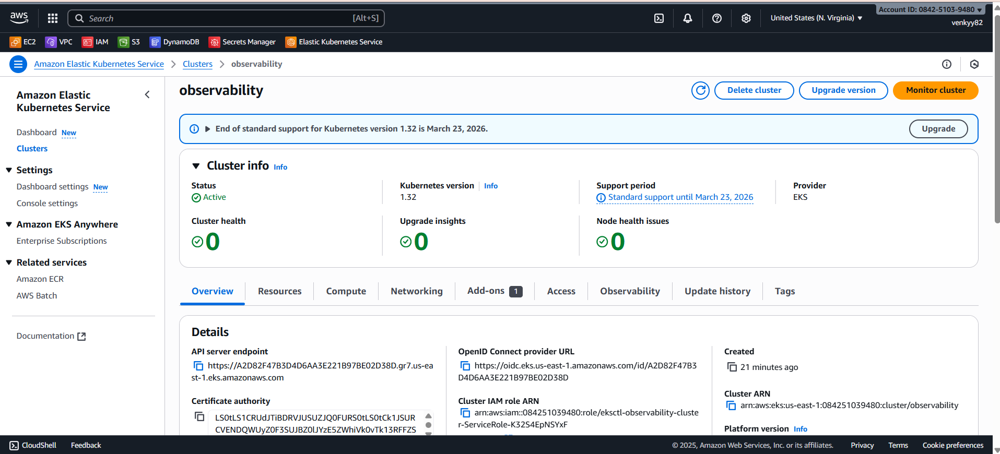 aws
Search
[Alt+S]
United States (N. Virginia)
Account ID: 0842-5103-9480
venkyy82
EC2
VPC
IAM
S3
DynamoDB
Secrets Manager
Elastic Kubernetes Service
Amazon Elastic Kubernetes Service
Clusters
observability
Amazon Elastic
Kubernetes Service
Dashboard New
Clusters
Settings
Dashboard settings New
Console settings
Amazon EKS Anywhere
Enterprise Subscriptions
Related services
Amazon ECR
AWS Batch
Documentation
observability
Delete cluster
Upgrade version
Monitor cluster
End of standard support for Kubernetes version 1.32 is March 23, 2026.
Upgrade
Cluster info Info
Status
Active
Kubernetes version Info
1.32
Support period
Standard support until March 23, 2026
Provider
EKS
Cluster health
0
Upgrade insights
0
Node health issues
0
Overview
Resources
Compute
Networking
Add-ons 1
Access
Observability
Update history
Tags
Details
API server endpoint
https://A2D82F47B3D4D6AA3E221B97BE02D38D.gr7.us-ea
st-1.eks.amazonaws.com
Certificate authority
LS0tLS1CRUdJTiBDRVJUSUZJQ0FURS0tLS0tCk1JSUR
CVENDQWUyZ0F3SUJBZ0lJYzE5ZWhiVk0vTk13RFFZS
OpenID Connect provider URL
https://oidc.eks.us-east-1.amazonaws.com/id/A2D82F47B3
D4D6AA3E221B97BE02D38D
Cluster IAM role ARN
arn:aws:iam::084251039480:role/eksctl-observability-cluste
r-ServiceRole-K32S4EpNSYxF
Created
21 minutes ago
Cluster ARN
arn:aws:eks:us-east-1:084251039480:cluster/observability
Platform version Info
CloudShell
Feedback
© 2025, Amazon Web Services, Inc. or its affiliates.
Privacy
Terms
Cookie preferences